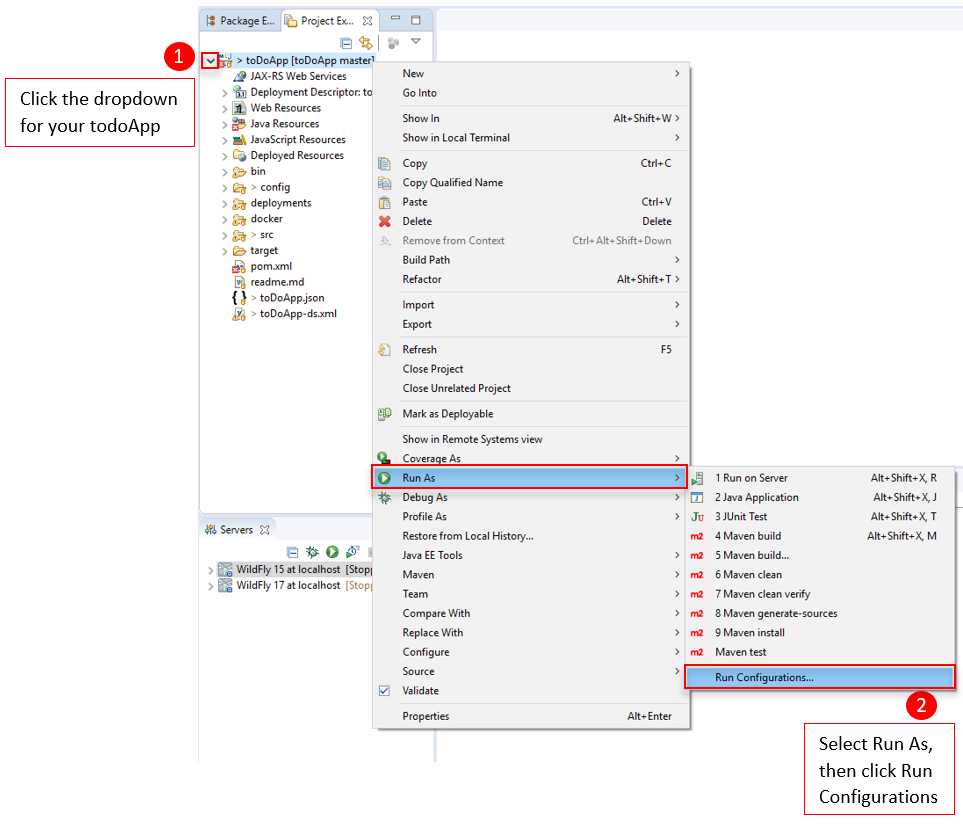 Package E...
Project Ex...
1
> toDoApp [toDoApp master]
Click the dropdown
for your todoApp
JAX-RS Web Services
Deployment Descriptor: to
Web Resources
Java Resources
JavaScript Resources
Deployed Resources
bin
> config
deployments
docker
> src
target
pom.xml
readme.md
{ } > toDoApp.json
> toDoApp-ds.xml
New
Go Into
Show In Alt+Shift+W
Show in Local Terminal
Copy Ctrl+C
Copy Qualified Name
Paste Ctrl+V
Delete Delete
Remove from Context Ctrl+Alt+Shift+Down
Build Path
Refactor Alt+Shift+T
Import
Export
Refresh F5
Close Project
Close Unrelated Project
Mark as Deployable
Show in Remote Systems view
Coverage As
Run As
Debug As
Profile As
Restore from Local History...
Java EE Tools
Maven
Team
Compare With
Replace With
Configure
Source
Validate
Properties Alt+Enter
Servers
WildFly 15 at localhost [Stopp
WildFly 17 at localhost [Stopp
1 Run on Server Alt+Shift+X, R
2 Java Application Alt+Shift+X, J
Ju 3 JUnit Test Alt+Shift+X, T
m2 4 Maven build Alt+Shift+X, M
m2 5 Maven build...
m2 6 Maven clean
m2 7 Maven clean verify
m2 8 Maven generate-sources
m2 9 Maven install
m2 Maven test
Run Configurations...
2
Select Run As,
then click Run
Configurations